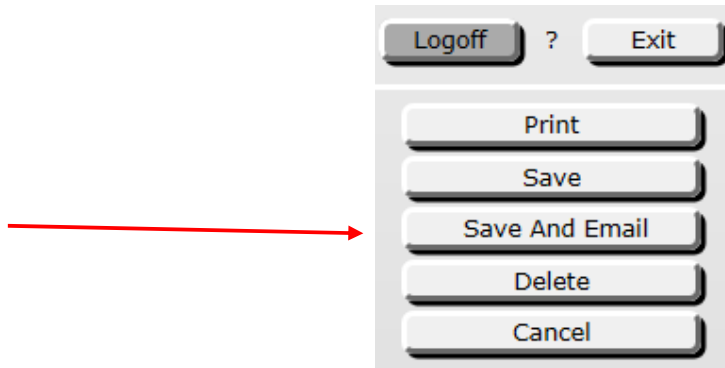 Logoff ? Exit
Print
Save
Save And Email
Delete
Cancel